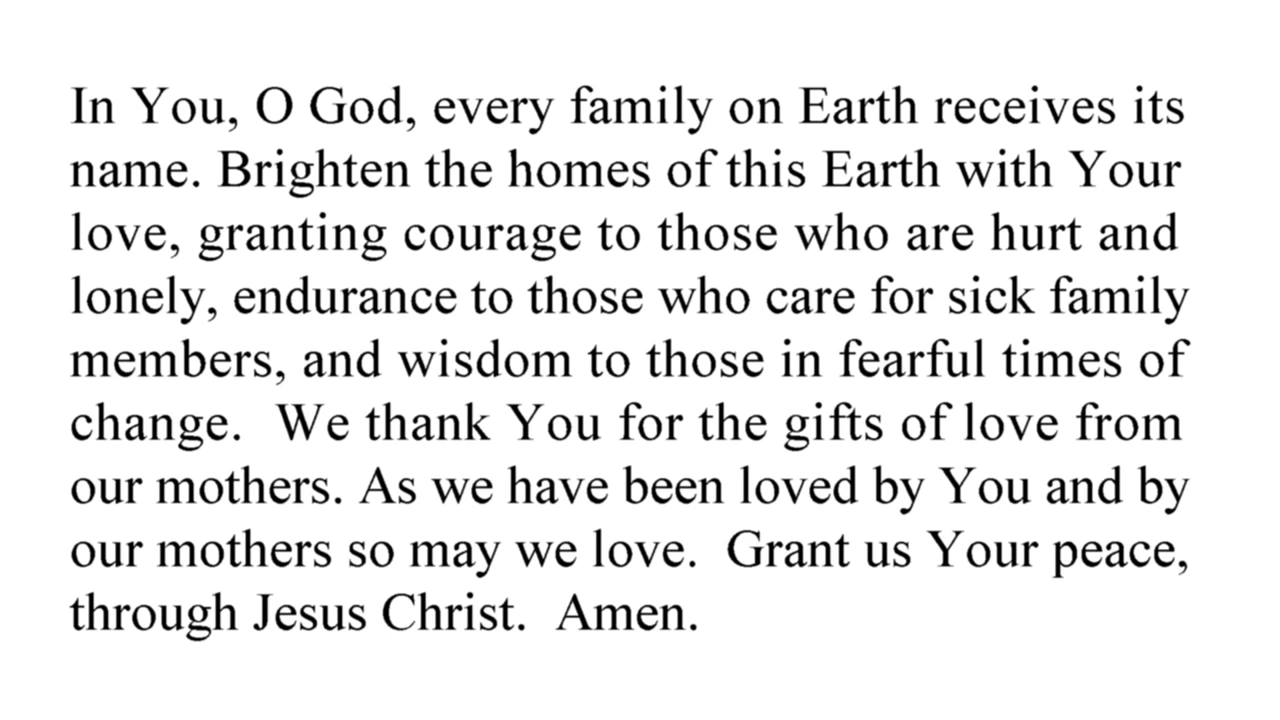 In You, O God, every family on Earth receives its
name. Brighten the homes of this Earth with Your
love, granting courage to those who are hurt and
lonely, endurance to those who care for sick family
members, and wisdom to those in fearful times of
change.  We thank You for the gifts of love from
our mothers. As we have been loved by You and by
our mothers so may we love.  Grant us Your peace,
through Jesus Christ.  Amen.